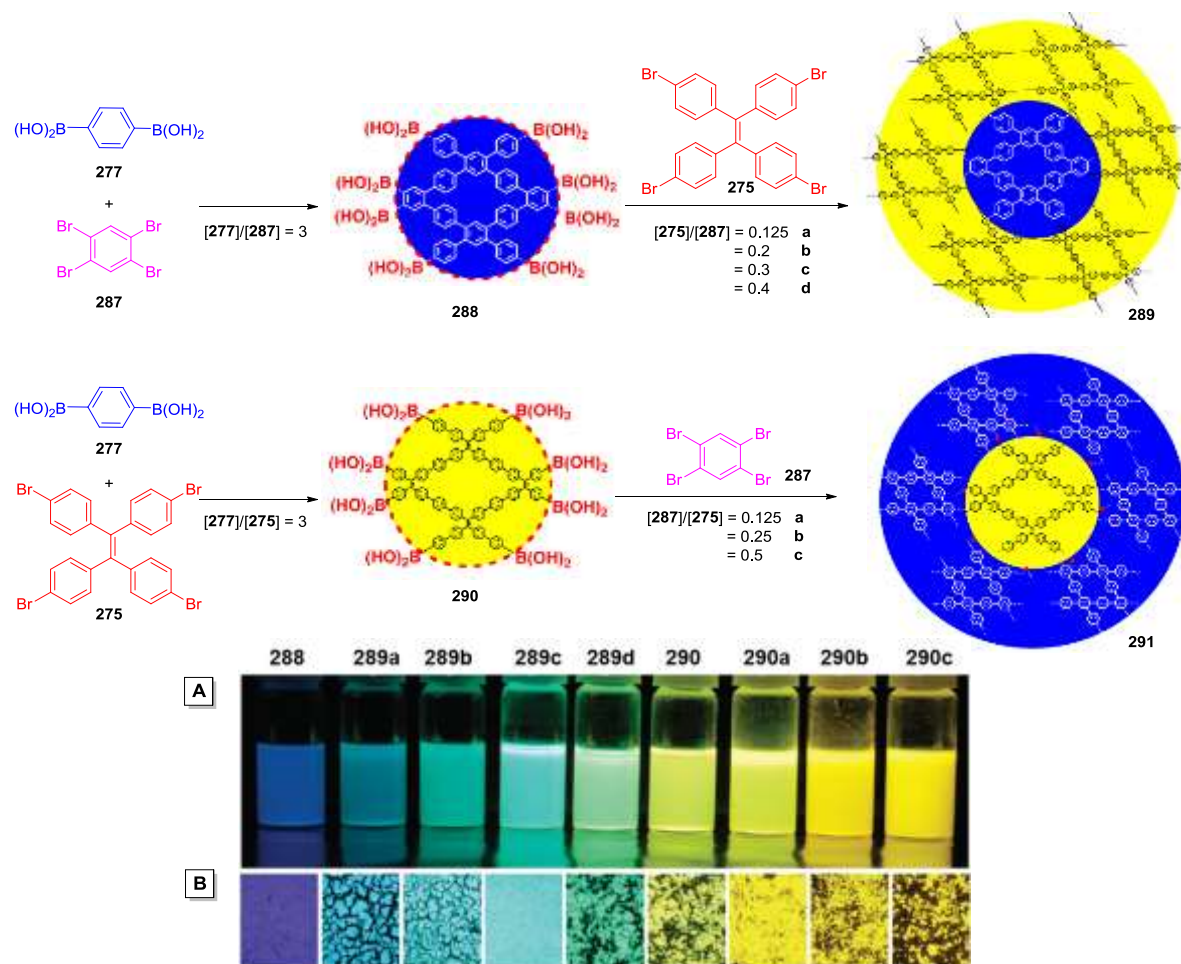 (HO)₂B B(OH)₂
277
+
Br Br
Br Br
287
[277]/[287] = 3
(HO)₂B B(OH)₂
(HO)₂B B(OH)₂
(HO)₂B B(OH)₂
(HO)₂B B(OH)₂
288
Br Br
Br Br
275
[275]/[287] = 0.125 a
= 0.2 b
= 0.3 c
= 0.4 d
289
(HO)₂B B(OH)₂
277
+
Br Br
Br Br
275
[277]/[275] = 3
(HO)₂B B(OH)₃
(HO)₂B B(OH)₂
(HO)₂B B(OH)₂
(HO)₂B B(OH)₂
290
Br Br
Br Br
287
[287]/[275] = 0.125 a
= 0.25 b
= 0.5 c
291
288 289a 289b 289c 289d 290 290a 290b 290c
A
B